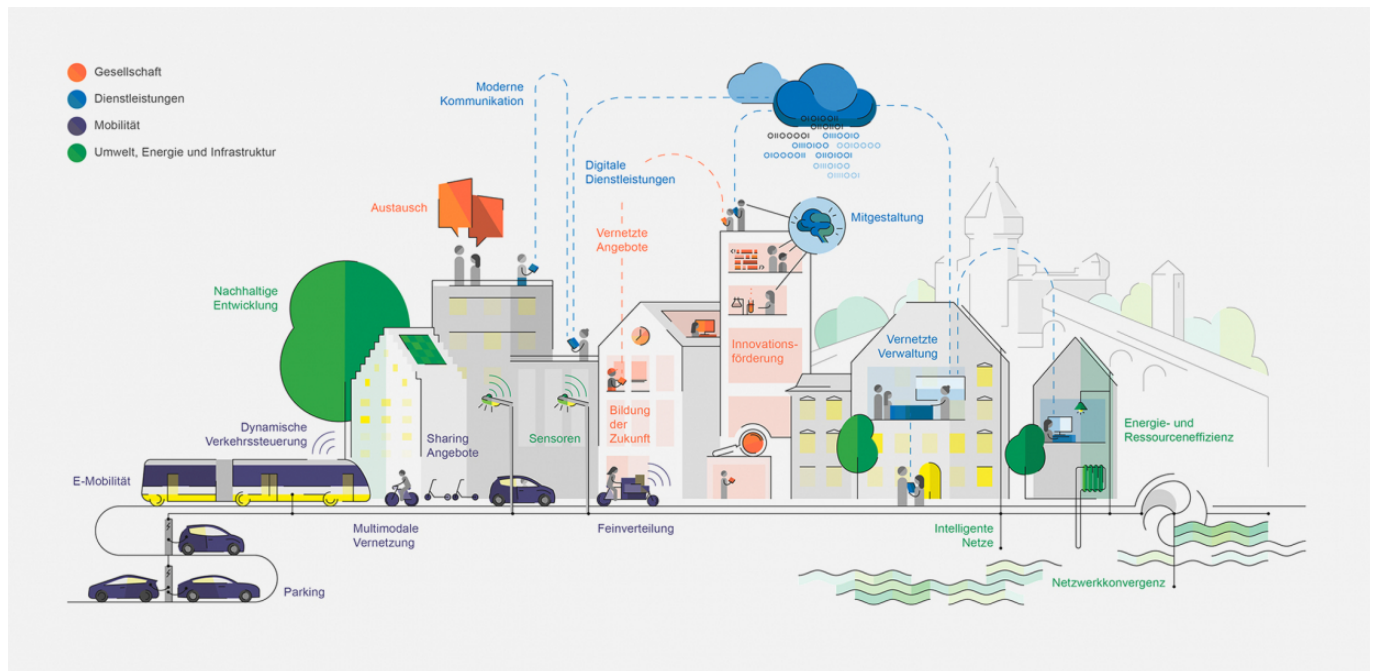 Gesellschaft
Dienstleistungen
Mobilität
Umwelt, Energie und Infrastruktur
Moderne
Kommunikation
Digitale
Dienstleistungen
Austausch
Vernetzte
Angebote
Mitgestaltung
Nachhaltige
Entwicklung
Innovations-
förderung
Vernetzte
Verwaltung
Bildung
der
Zukunft
Dynamische
Verkehrssteuerung
Sharing
Angebote
Sensoren
Energie- und
Ressourceneffizienz
E-Mobilität
Multimodale
Vernetzung
Feinverteilung
Intelligente
Netze
Netzwerkkonvergenz
Parking